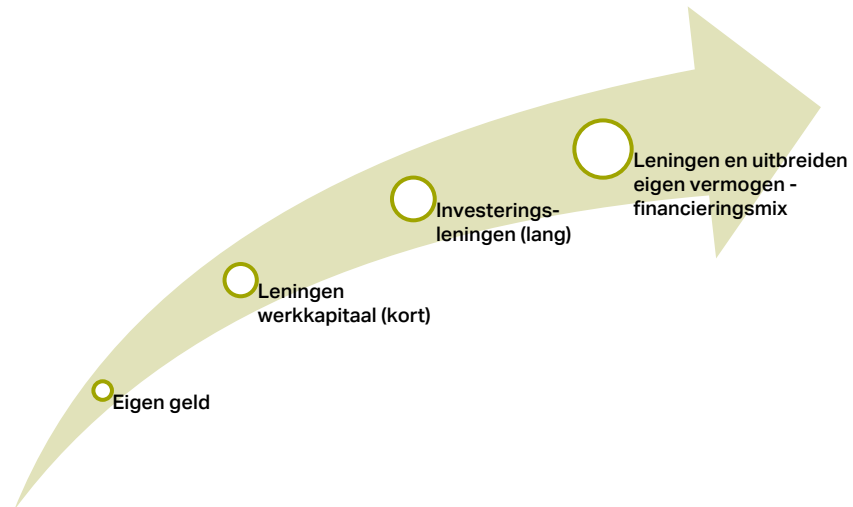 Leningen en uitbreiden
eigen vermogen -
financieringsmix
Investerings-
leningen (lang)
Leningen
werkkapitaal (kort)
Eigen geld